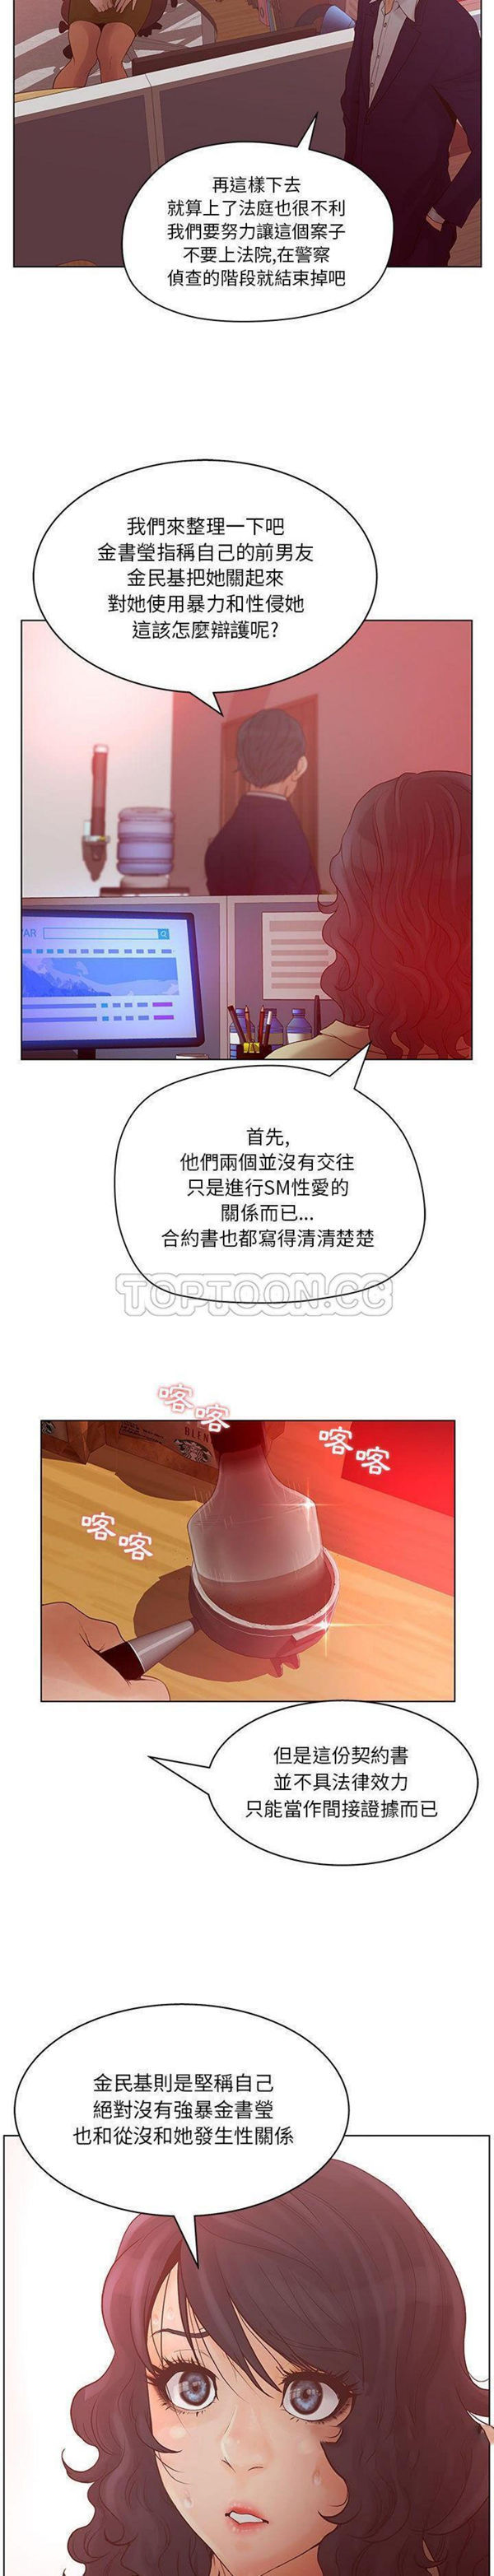 再這樣下去
就算上了法庭也很不利
我們要努力讓這個案子
不要上法院,在警察
偵查的階段就結束掉吧
我們來整理一下吧
金書瑩指稱自己的前男友
金民基把她關起來
對她使用暴力和性侵她
這該怎麼辯護呢?
AR
首先,
他們兩個並沒有交往
只是進行SM性愛的
關係而已...
合約書也都寫得清清楚楚
TOPTOON.CC
喀喀
喀喀
BLEN
喀喀
但是這份契約書
並不具法律效力
只能當作間接證據而已
金民基則是堅稱自己
絕對沒有強暴金書瑩
也和從沒和她發生性關係